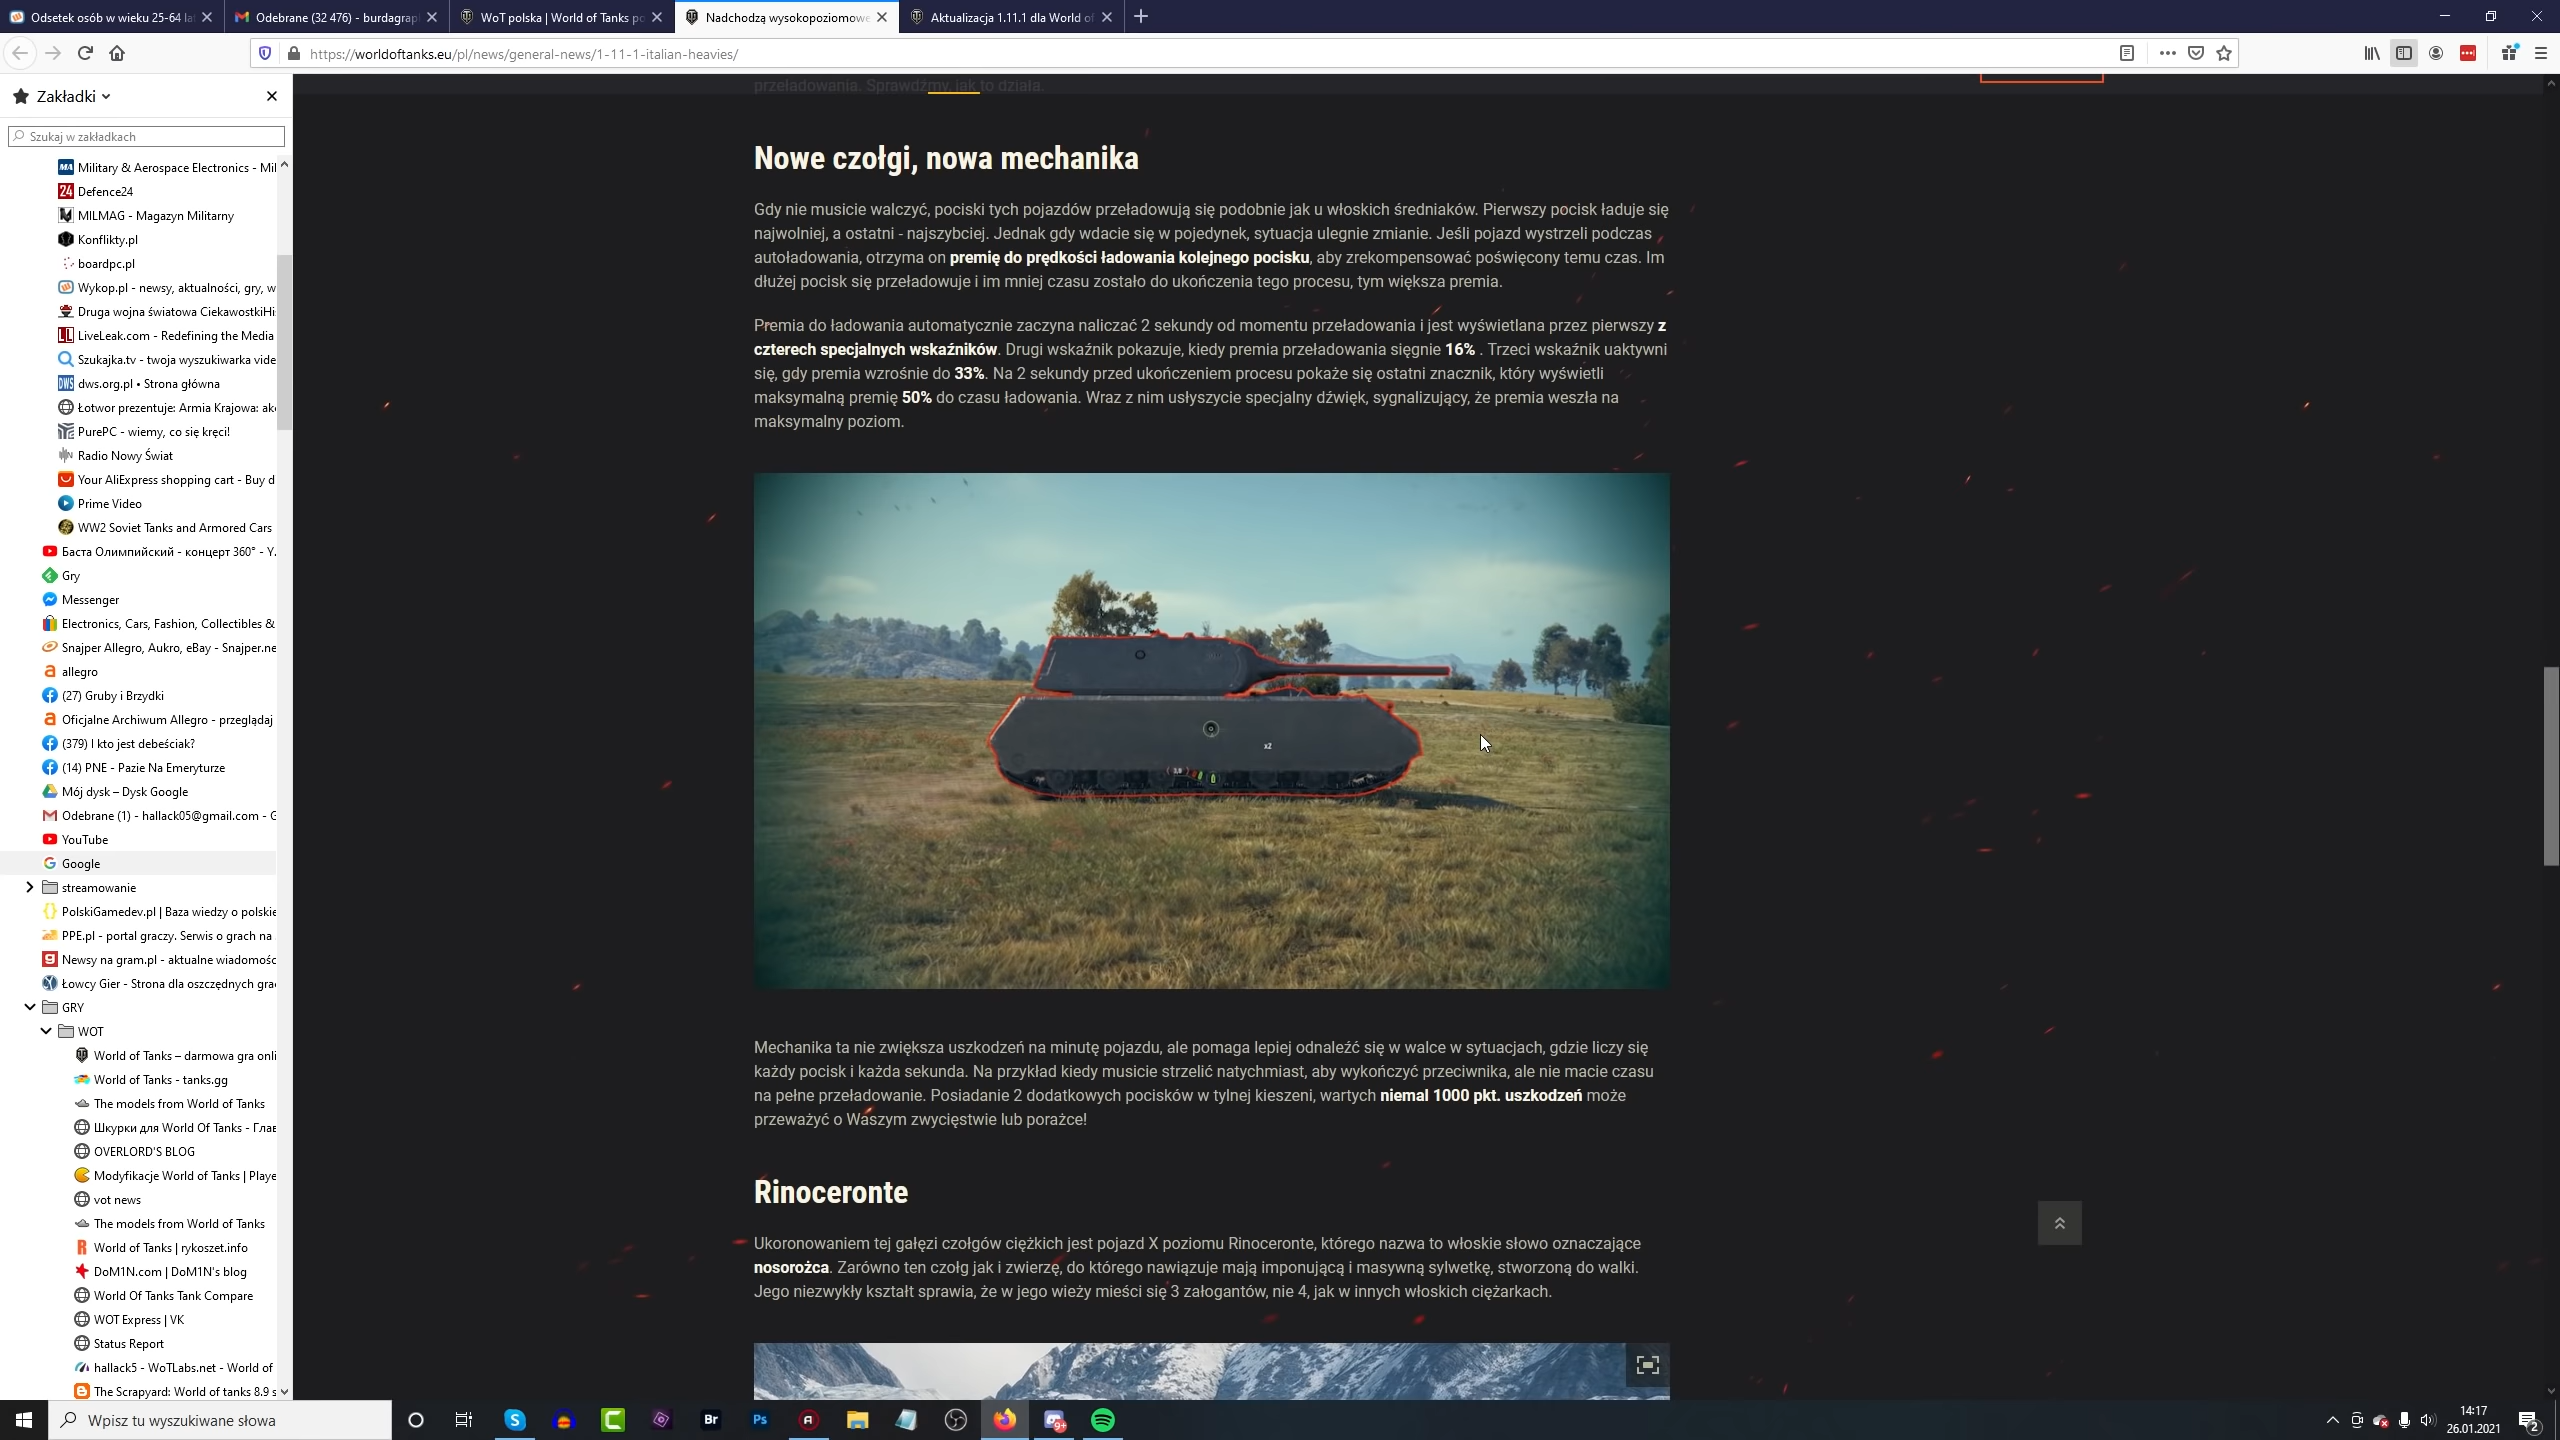 Odsetek osób w wieku 25-64 la
Odebrane (32 476) - burdagrap
WoT polska | World of Tanks po
Nadchodzą wysokopoziomowe
Aktualizacja 1.11.1 dla World of
https://worldoftanks.eu/pl/news/general-news/1-11-1-italian-heavies/
Zakładki
Szukaj w zakładkach
Military & Aerospace Electronics - Mil
Defence24
MILMAG - Magazyn Militarny
Konflikty.pl
boardpc.pl
Wykop.pl - newsy, aktualności, gry, w
Druga wojna światowa CiekawostkiHi
LiveLeak.com - Redefining the Media
Szukajka.tv - twoja wyszukiwarka vide
dws.org.pl • Strona główna
Łotwor prezentuje: Armia Krajowa: ak
PurePC - wiemy, co się kręci!
Radio Nowy Świat
Your AliExpress shopping cart - Buy d
Prime Video
WW2 Soviet Tanks and Armored Cars
Баста Олимпийский - концерт 360° - Y
Gry
Messenger
Electronics, Cars, Fashion, Collectibles &
Snajper Allegro, Aukro, eBay - Snajper.ne
allegro
(27) Gruby i Brzydki
Oficjalne Archiwum Allegro - przeglądaj
(379) I kto jest debeściak?
(14) PNE - Pazie Na Emeryturze
Mój dysk – Dysk Google
Odebrane (1) - hallack05@gmail.com - G
YouTube
Google
streamowanie
PolskiGamedev.pl | Baza wiedzy o polskie
PPE.pl - portal graczy. Serwis o grach na
Newsy na gram.pl - aktualne wiadomośc
Łowcy Gier - Strona dla oszczędnych grac
GRY
WOT
World of Tanks – darmowa gra onli
World of Tanks - tanks.gg
The models from World of Tanks
Шкурки для World Of Tanks - Глав
OVERLORD'S BLOG
Modyfikacje World of Tanks | Playe
vot news
The models from World of Tanks
World of Tanks | rykoszet.info
DoM1N.com | DoM1N's blog
World Of Tanks Tank Compare
WOT Express | VK
Status Report
hallack5 - WoTLabs.net - World of
The Scrapyard: World of tanks 8.9 s
przeładowania. Sprawdźmy, jak to działa.
Nowe czołgi, nowa mechanika
Gdy nie musicie walczyć, pociski tych pojazdów przeładowują się podobnie jak u włoskich średniaków. Pierwszy pocisk ładuje się
najwolniej, a ostatni - najszybciej. Jednak gdy wdacie się w pojedynek, sytuacja ulegnie zmianie. Jeśli pojazd wystrzeli podczas
autoładowania, otrzyma on premię do prędkości ładowania kolejnego pocisku, aby zrekompensować poświęcony temu czas. Im
dłużej pocisk się przeładowuje i im mniej czasu zostało do ukończenia tego procesu, tym większa premia.
Premia do ładowania automatycznie zaczyna naliczać 2 sekundy od momentu przeładowania i jest wyświetlana przez pierwszy z
czterech specjalnych wskaźników. Drugi wskaźnik pokazuje, kiedy premia przeładowania sięgnie 16% . Trzeci wskaźnik uaktywni
się, gdy premia wzrośnie do 33%. Na 2 sekundy przed ukończeniem procesu pokaże się ostatni znacznik, który wyświetli
maksymalną premię 50% do czasu ładowania. Wraz z nim usłyszycie specjalny dźwięk, sygnalizujący, że premia weszła na
maksymalny poziom.
x2
Mechanika ta nie zwiększa uszkodzeń na minutę pojazdu, ale pomaga lepiej odnaleźć się w walce w sytuacjach, gdzie liczy się
każdy pocisk i każda sekunda. Na przykład kiedy musicie strzelić natychmiast, aby wykończyć przeciwnika, ale nie macie czasu
na pełne przeładowanie. Posiadanie 2 dodatkowych pocisków w tylnej kieszeni, wartych niemal 1000 pkt. uszkodzeń może
przeważyć o Waszym zwycięstwie lub porażce!
Rinoceronte
Ukoronowaniem tej gałęzi czołgów ciężkich jest pojazd X poziomu Rinoceronte, którego nazwa to włoskie słowo oznaczające
nosorożca. Zarówno ten czołg jak i zwierzę, do którego nawiązuje mają imponującą i masywną sylwetkę, stworzoną do walki.
Jego niezwykły kształt sprawia, że w jego wieży mieści się 3 załogantów, nie 4, jak w innych włoskich ciężarkach.
Wpisz tu wyszukiwane słowa
Br
Ps
9+
14:17
26.01.2021
2